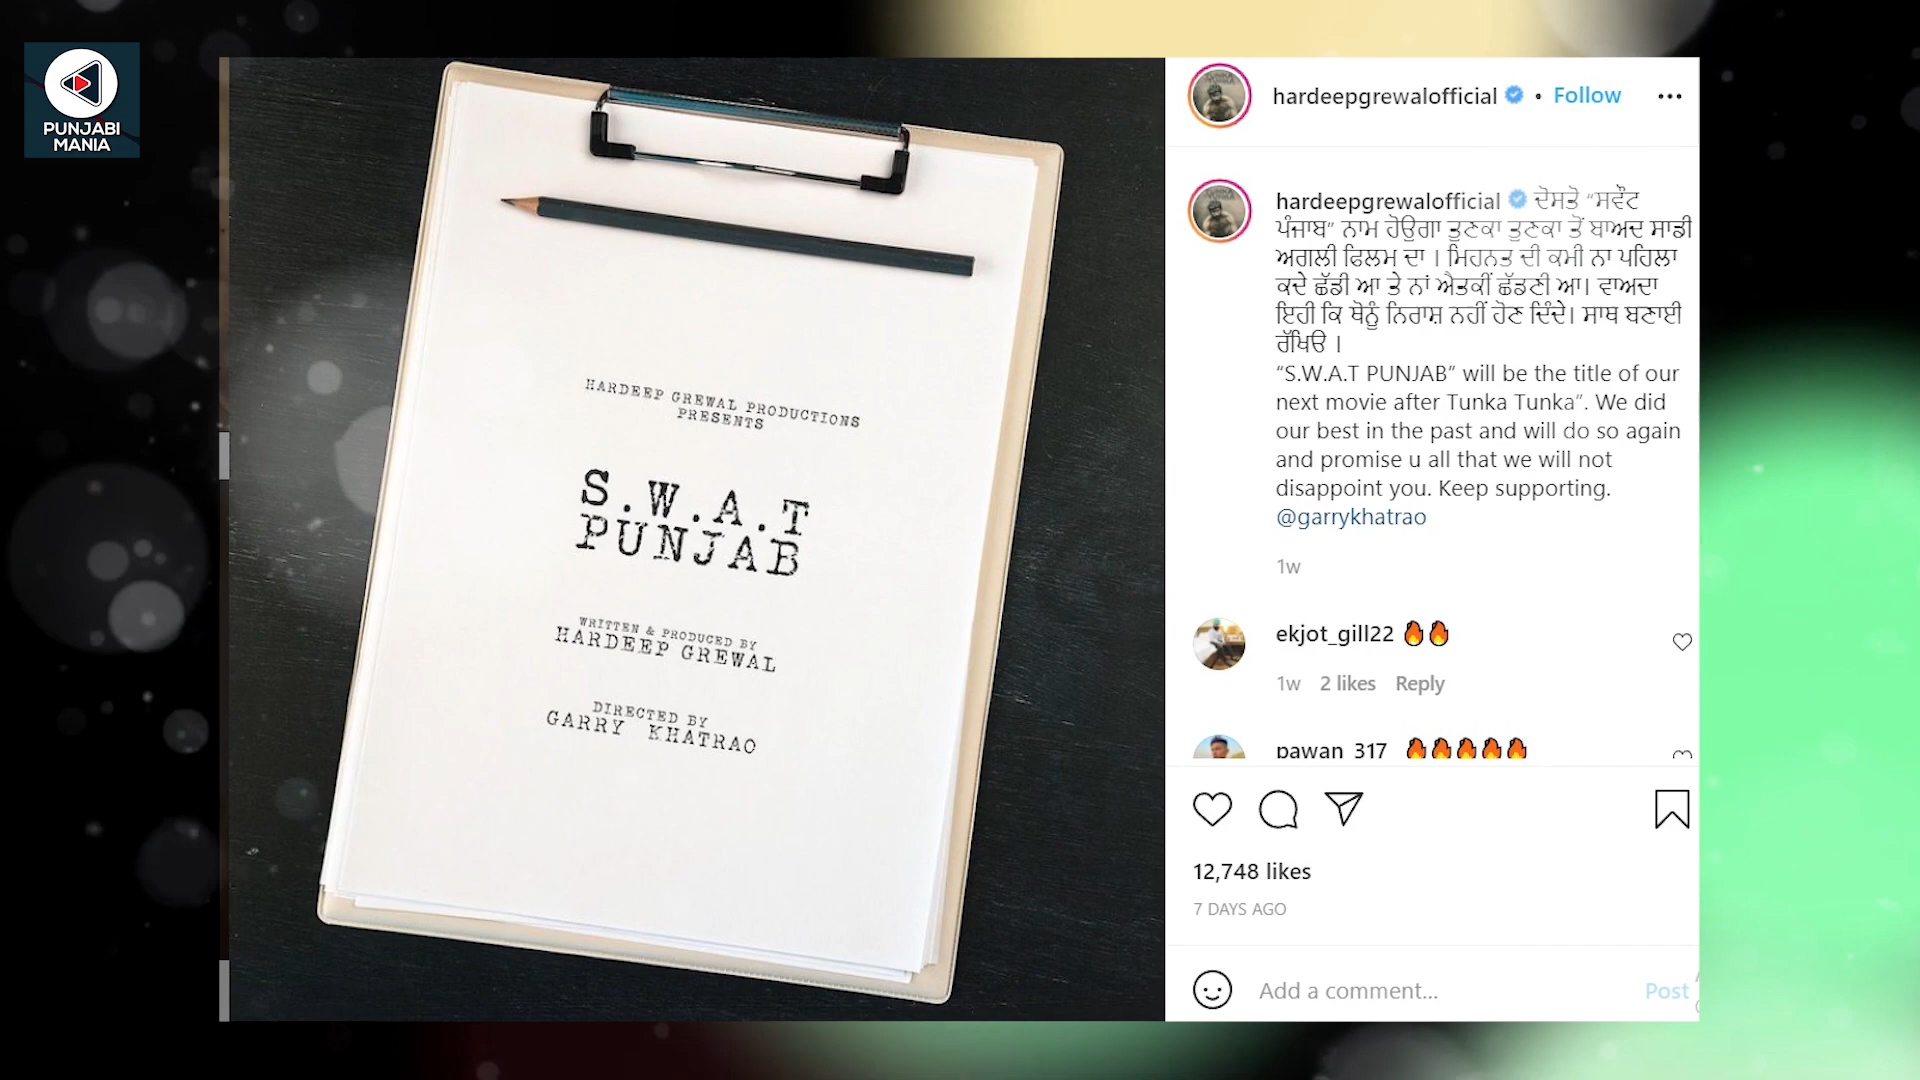 PUNJABI
MANIA
HARDEEP GREWAL PRODUCTIONS
PRESENTS
S.W.A.T
PUNJAB
WRITTEN & PRODUCED BY
HARDEEP GREWAL
DIRECTED BY
GARRY KHATRAO
hardeepgrewalofficial • Follow
hardeepgrewalofficial ਦੋਸਤੋ “ਸਵੌਟ
ਪੰਜਾਬ” ਨਾਮ ਹੋਉਗਾ ਤੁਣਕਾ ਤੁਣਕਾ ਤੋਂ ਬਾਅਦ ਸਾਡੀ
ਅਗਲੀ ਫਿਲਮ ਦਾ । ਮਿਹਨਤ ਦੀ ਕਮੀ ਨਾ ਪਹਿਲਾ
ਕਦੇ ਛੱਡੀ ਆ ਤੇ ਨਾਂ ਐਤਕੀਂ ਛੱਡਣੀ ਆ। ਵਾਅਦਾ
ਇਹੀ ਕਿ ਥੋਨੂੰ ਨਿਰਾਸ਼ ਨਹੀਂ ਹੋਣ ਦਿੰਦੇ। ਸਾਥ ਬਣਾਈ
ਰੱਖਿਓ ।
“S.W.A.T PUNJAB” will be the title of our
next movie after Tunka Tunka”. We did
our best in the past and will do so again
and promise u all that we will not
disappoint you. Keep supporting.
@garrykhatrao
1w
ekjot_gill22 🔥🔥
1w 2 likes Reply
pawan_317 🔥🔥🔥🔥🔥
12,748 likes
7 DAYS AGO
Add a comment... Post